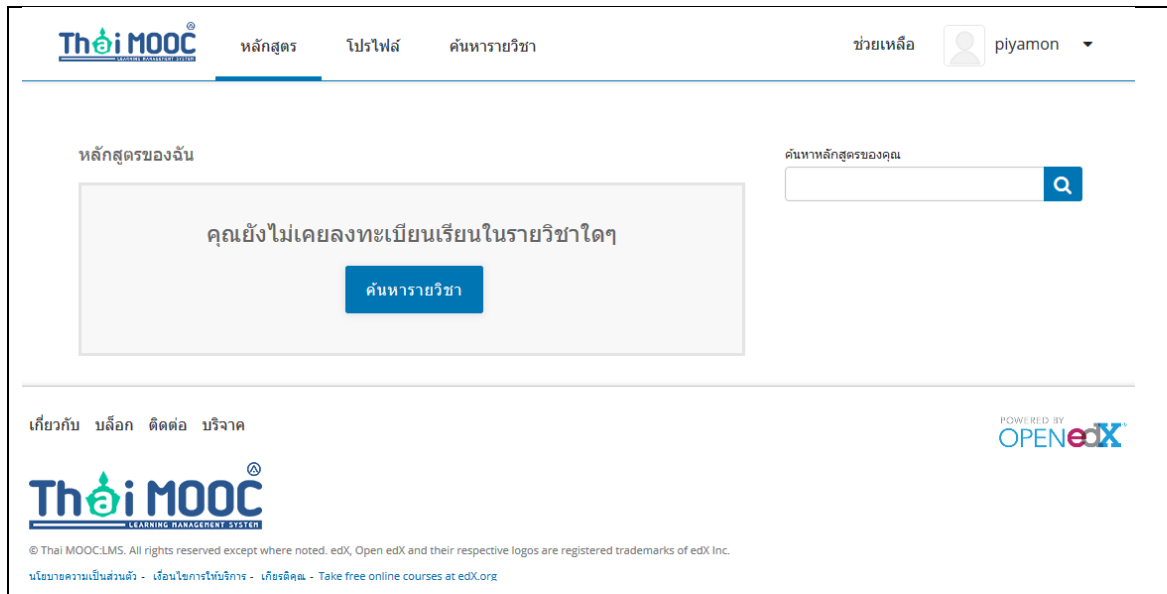 Thai MOOC
LEARNING MANAGEMENT SYSTEM
หลักสูตร โปรไฟล์ ค้นหารายวิชา ช่วยเหลือ piyamon
หลักสูตรของฉัน
ค้นหาหลักสูตรของคุณ
คุณยังไม่เคยลงทะเบียนเรียนในรายวิชาใดๆ
ค้นหารายวิชา
เกี่ยวกับ บล็อก ติดต่อ บริจาค
POWERED BY
OPEN edX
Thai MOOC
LEARNING MANAGEMENT SYSTEM
© Thai MOOC:LMS. All rights reserved except where noted. edX, Open edX and their respective logos are registered trademarks of edX Inc.
นโยบายความเป็นส่วนตัว - เงื่อนไขการให้บริการ - เกียรติคุณ - Take free online courses at edX.org